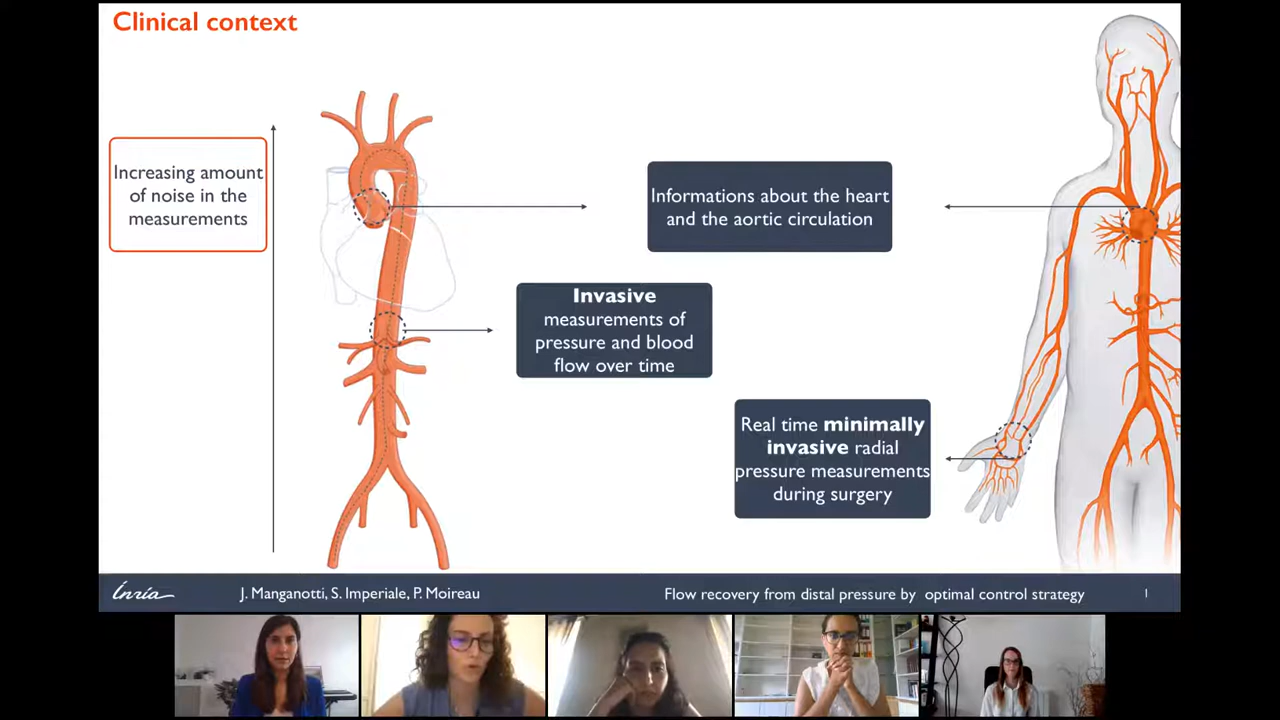 Clinical context
Increasing amount
of noise in the
measurements
Informations about the heart
and the aortic circulation
Invasive
measurements of
pressure and blood
flow over time
Real time minimally
invasive radial
pressure measurements
during surgery
Inria
J. Manganotti, S. Imperiale, P. Moireau
Flow recovery from distal pressure by optimal control strategy
1